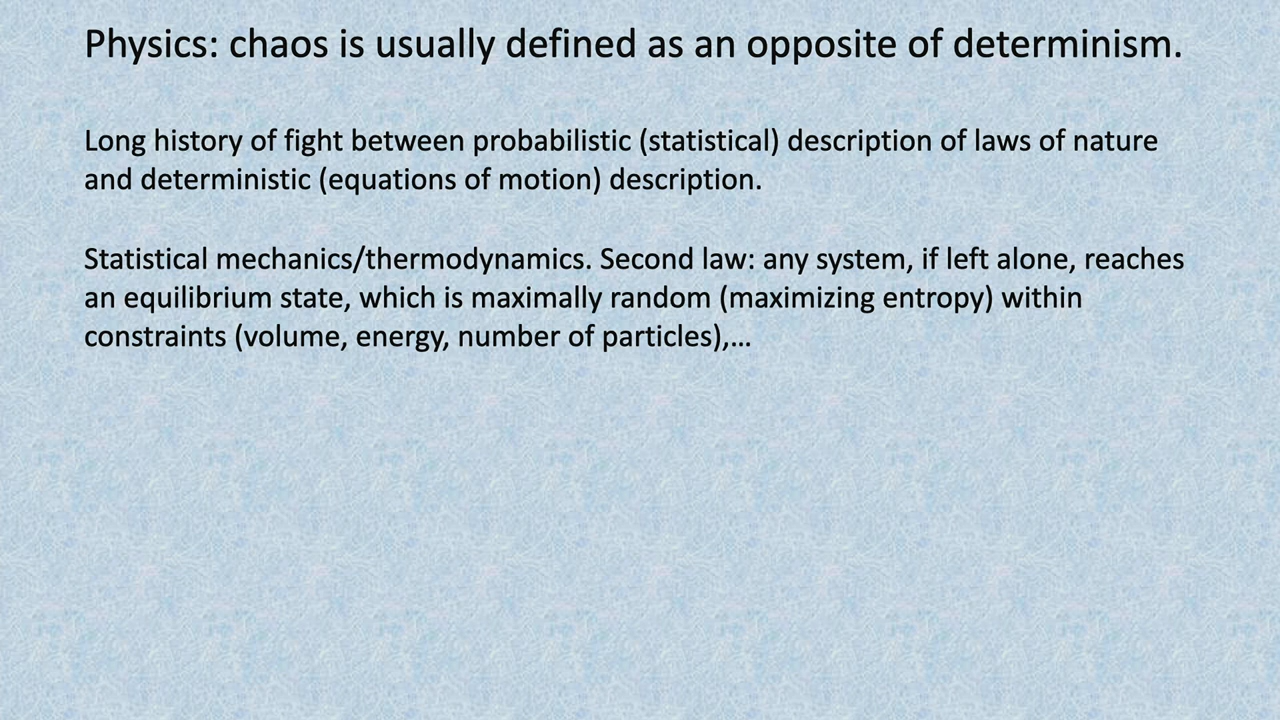 Physics: chaos is usually defined as an opposite of determinism.
Long history of fight between probabilistic (statistical) description of laws of nature
and deterministic (equations of motion) description.
Statistical mechanics/thermodynamics. Second law: any system, if left alone, reaches
an equilibrium state, which is maximally random (maximizing entropy) within
constraints (volume, energy, number of particles),...